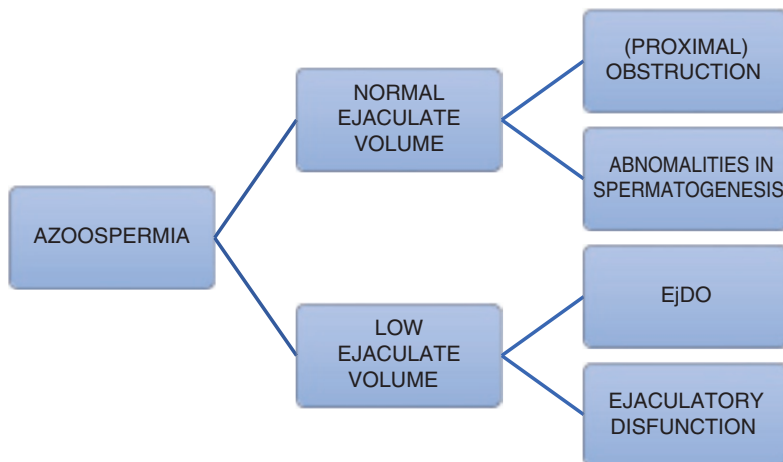 AZOOSPERMIA
NORMAL
EJACULATE
VOLUME
(PROXIMAL)
OBSTRUCTION
ABNOMALITIES IN
SPERMATOGENESIS
LOW
EJACULATE
VOLUME
EjDO
EJACULATORY
DISFUNCTION